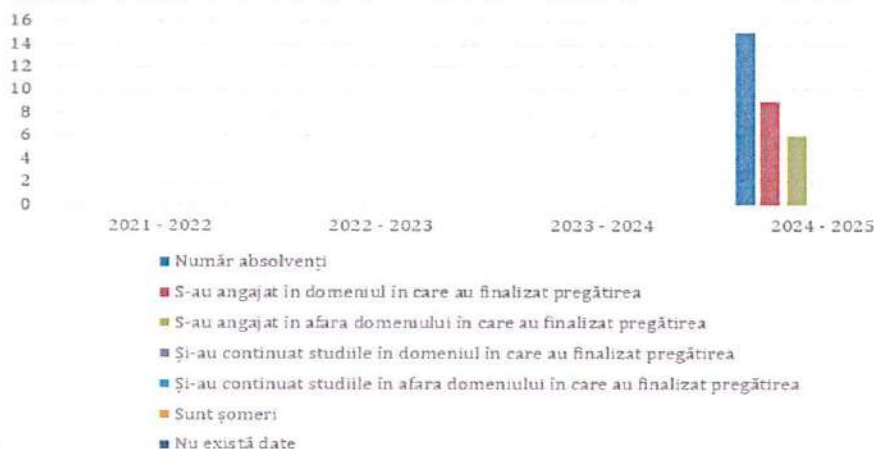 16
14
12
10
8
6
4
2
0
2021 - 2022 2022 - 2023 2023 - 2024 2024 - 2025
Număr absolvenți
S-au angajat în domeniul în care au finalizat pregătirea
S-au angajat în afara domeniului în care au finalizat pregătirea
Și-au continuat studiile în domeniul în care au finalizat pregătirea
Și-au continuat studiile în afara domeniului în care au finalizat pregătirea
Sunt șomeri
Nu există date